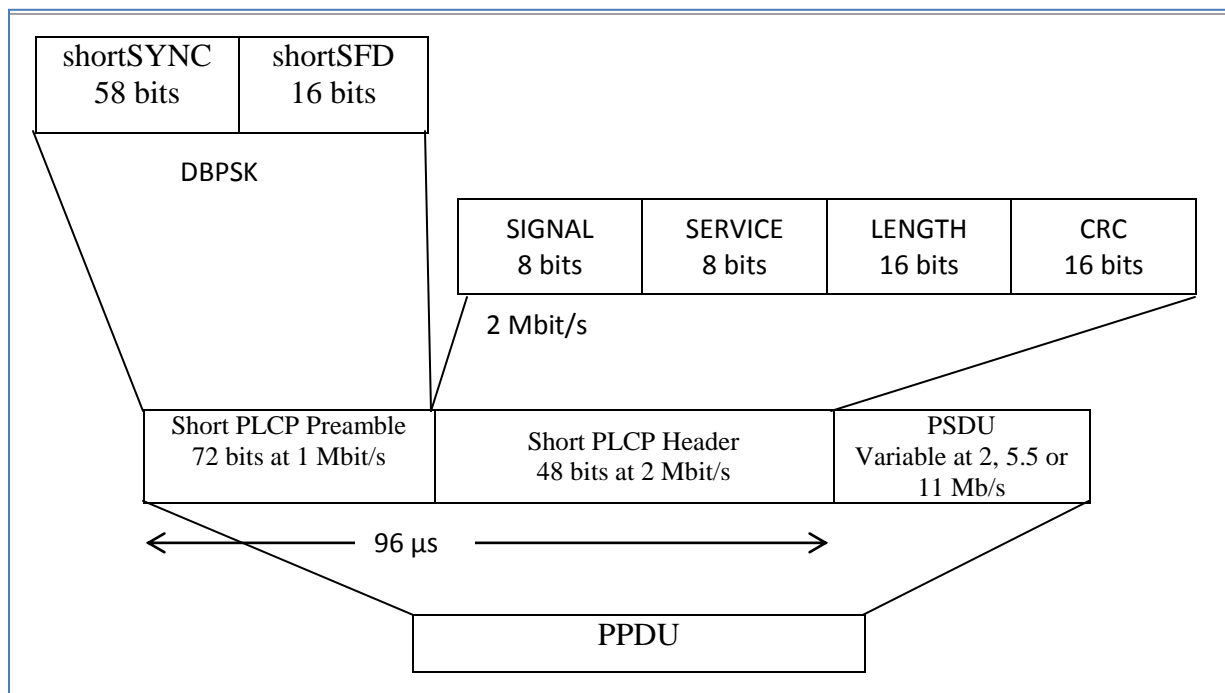 shortSYNC
58 bits
shortSFD
16 bits
DBPSK
SIGNAL
8 bits
SERVICE
8 bits
LENGTH
16 bits
CRC
16 bits
2 Mbit/s
Short PLCP Preamble
72 bits at 1 Mbit/s
Short PLCP Header
48 bits at 2 Mbit/s
PSDU
Variable at 2, 5.5 or
11 Mb/s
96 µs
PPDU